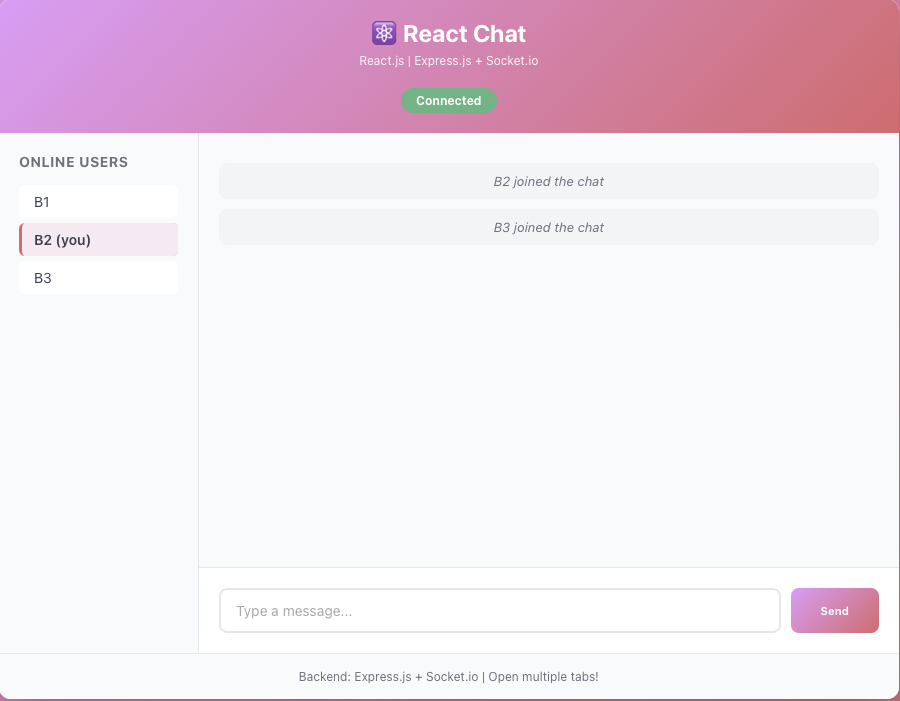 React Chat
React.js | Express.js + Socket.io
Connected
ONLINE USERS
B1
B2 (you)
B3
B2 joined the chat
B3 joined the chat
Type a message...
Send
Backend: Express.js + Socket.io | Open multiple tabs!